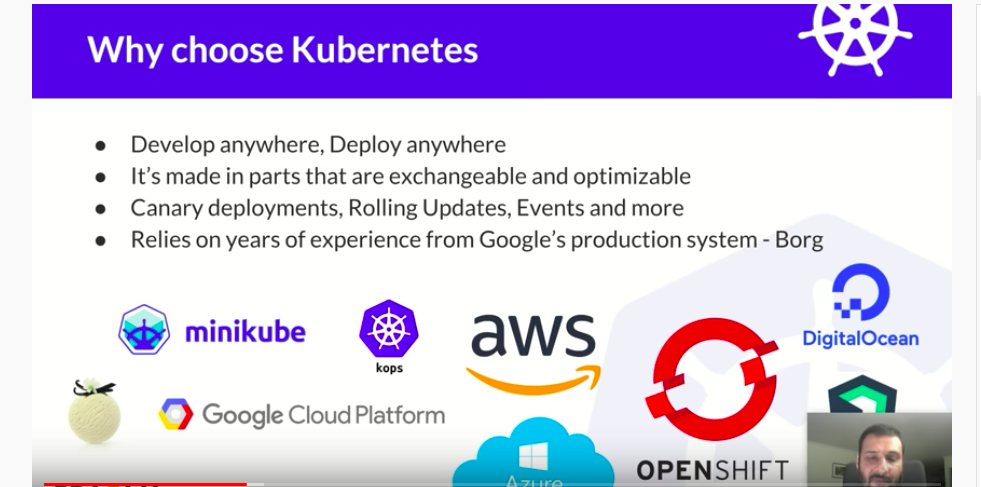 Why choose Kubernetes
● Develop anywhere, Deploy anywhere
● It's made in parts that are exchangeable and optimizable
● Canary deployments, Rolling Updates, Events and more
● Relies on years of experience from Google's production system - Borg
minikube
kops
aws
DigitalOcean
Google Cloud Platform
OPENSHIFT
Azure